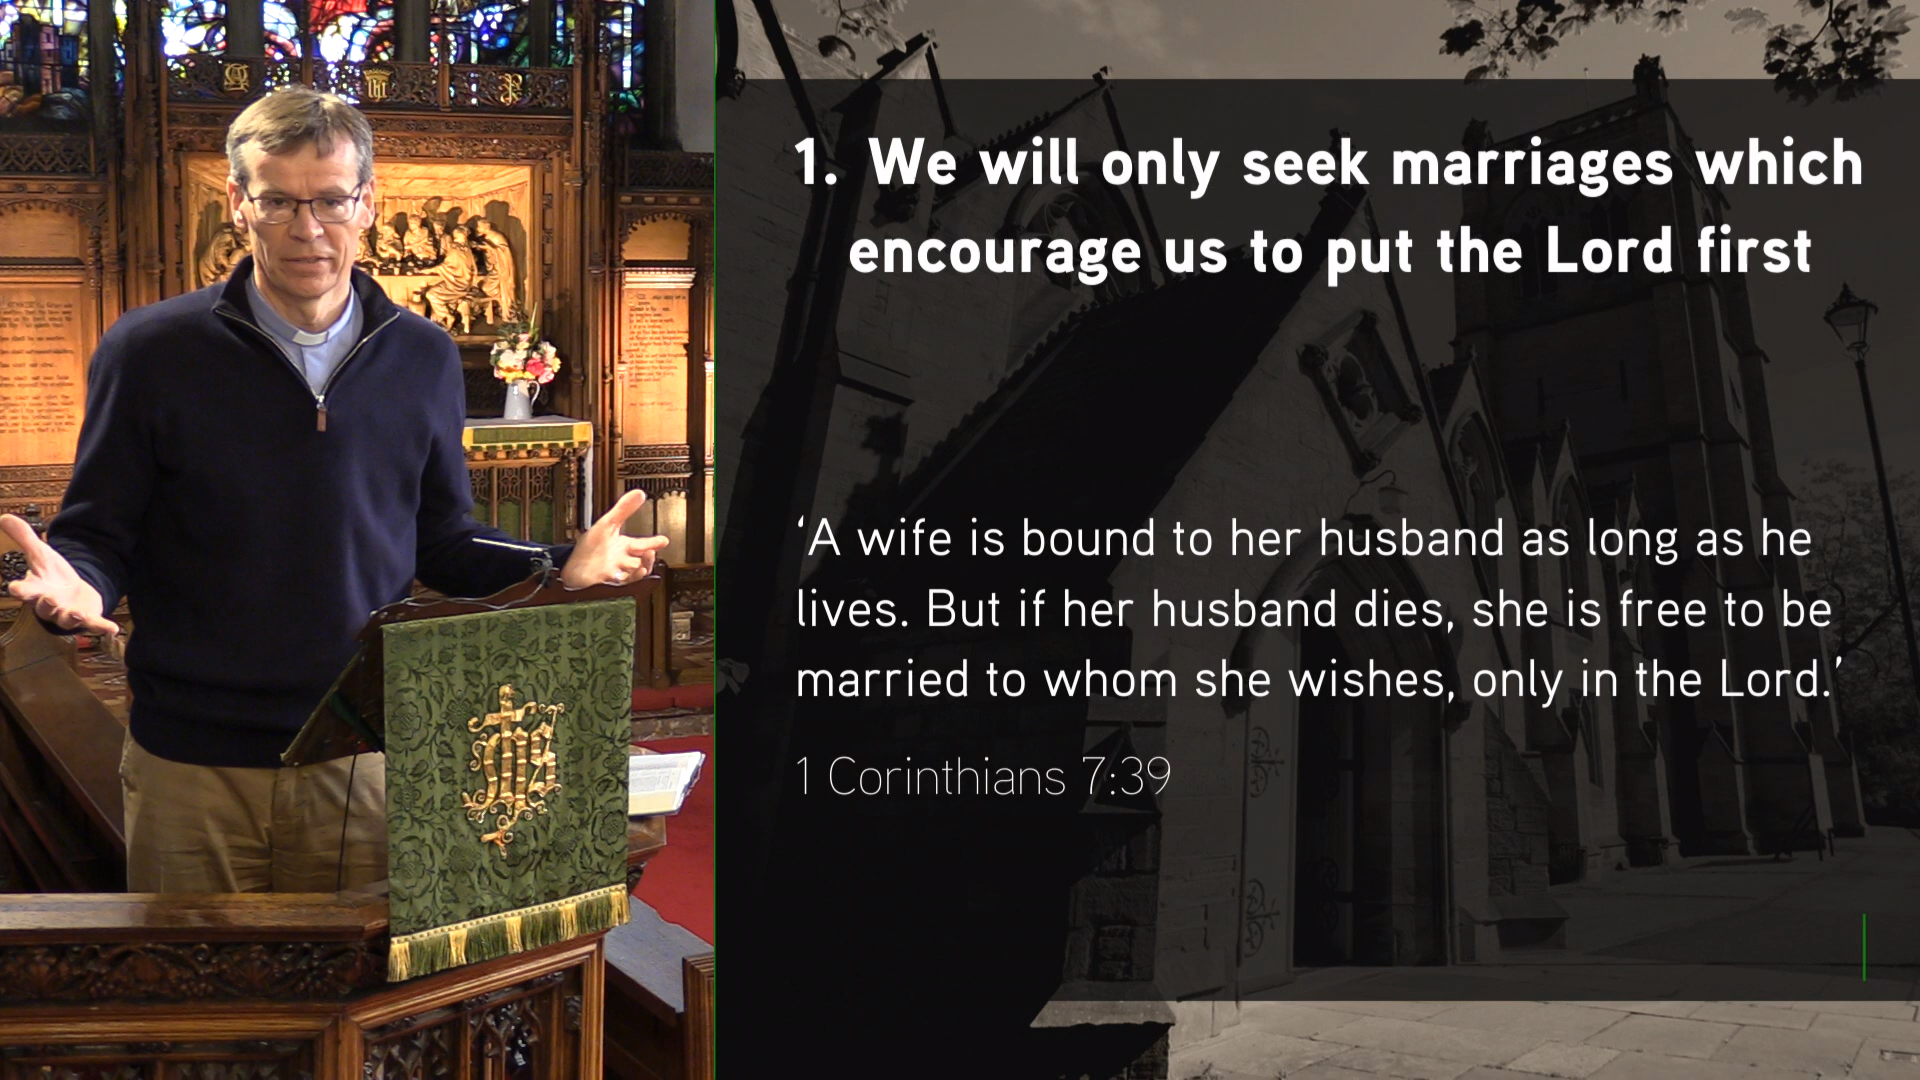 1. We will only seek marriages which
encourage us to put the Lord first
‘A wife is bound to her husband as long as he
lives. But if her husband dies, she is free to be
married to whom she wishes, only in the Lord.’
1 Corinthians 7:39